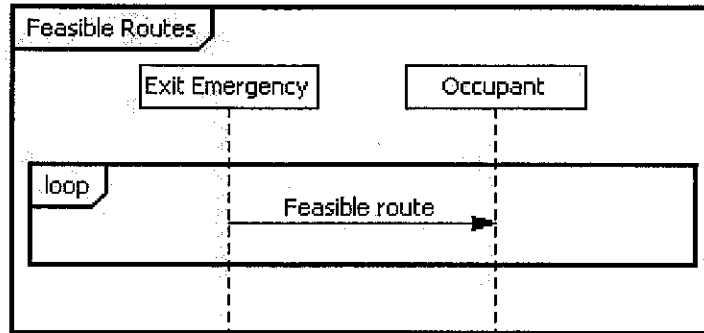 Feasible Routes
Exit Emergency
Occupant
loop
Feasible route